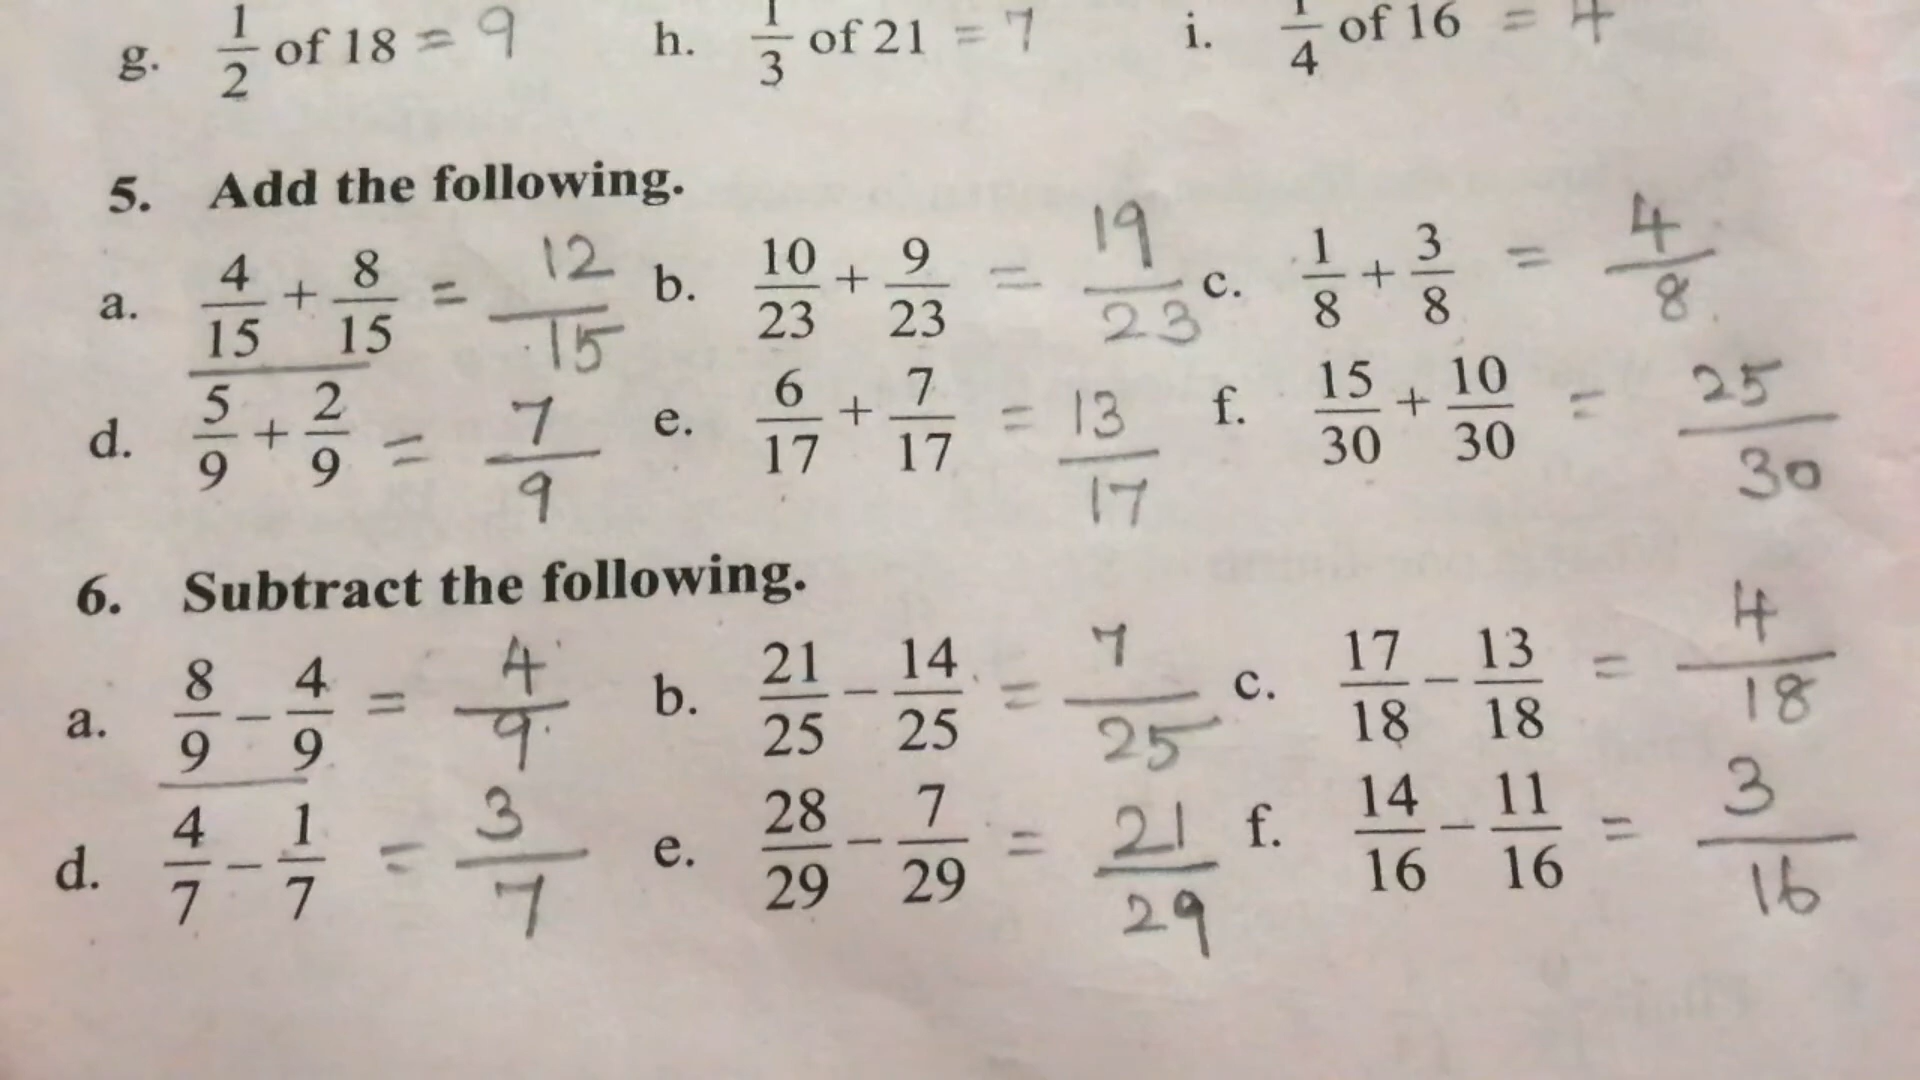 g. 1/2 of 18 = 9 h. 1/3 of 21 = 7 i. 1/4 of 16 = 4
5. Add the following.
a. 4/15 + 8/15 = 12/15 b. 10/23 + 9/23 = 19/23 c. 1/8 + 3/8 = 4/8
d. 5/9 + 2/9 = 7/9 e. 6/17 + 7/17 = 13/17 f. 15/30 + 10/30 = 25/30
6. Subtract the following.
a. 8/9 - 4/9 = 4/9 b. 21/25 - 14/25 = 7/25 c. 17/18 - 13/18 = 4/18
d. 4/7 - 1/7 = 3/7 e. 28/29 - 7/29 = 21/29 f. 14/16 - 11/16 = 3/16